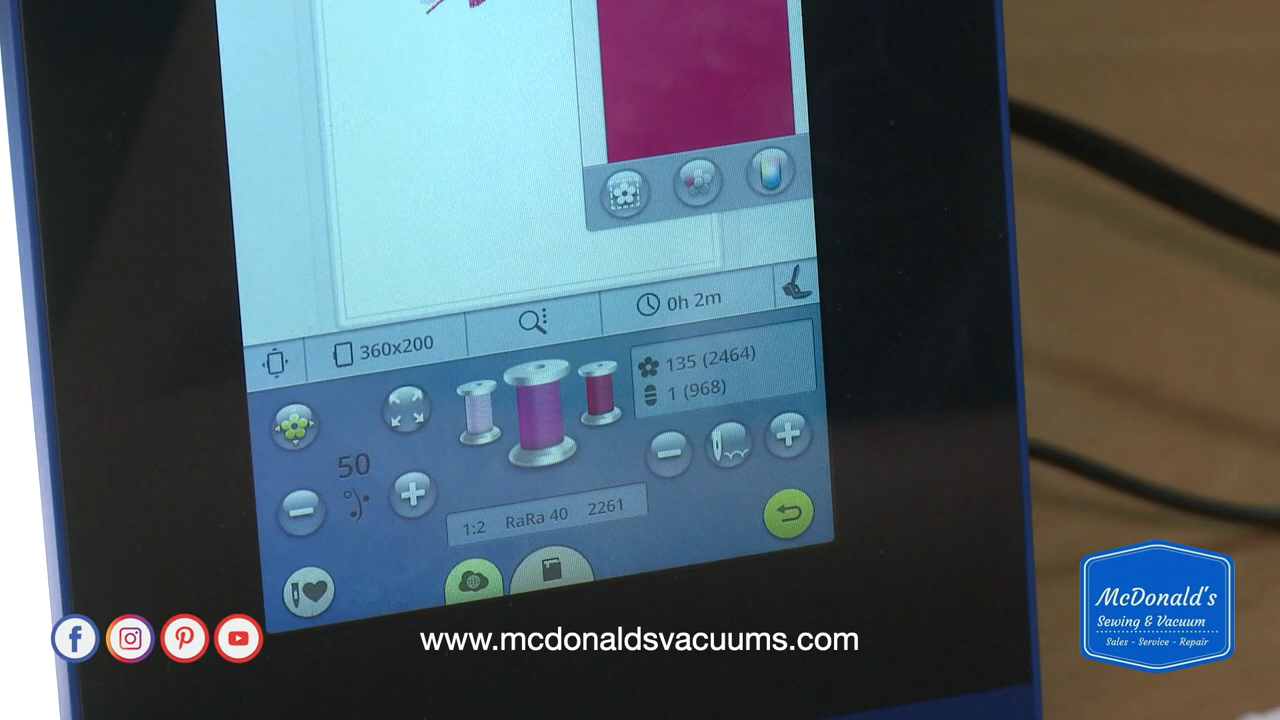 0h 2m
360x200
135 (2464)
1 (968)
50
1:2 RaRa 40 2261
www.mcdonaldsvacuums.com
McDonald's
Sewing & Vacuum
Sales - Service - Repair